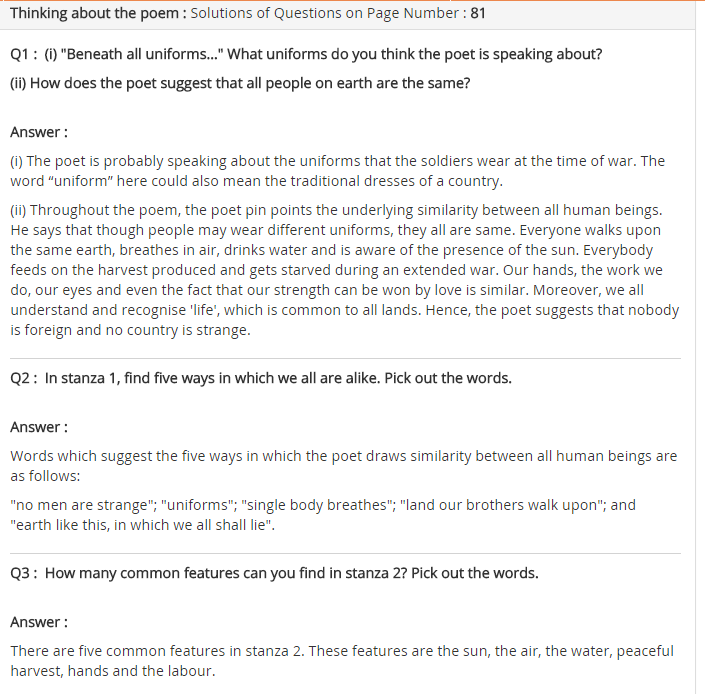 Thinking about the poem : Solutions of Questions on Page Number : 81
Q1 : (i) "Beneath all uniforms..." What uniforms do you think the poet is speaking about?
(ii) How does the poet suggest that all people on earth are the same?
Answer :
(i) The poet is probably speaking about the uniforms that the soldiers wear at the time of war. The
word “uniform” here could also mean the traditional dresses of a country.
(ii) Throughout the poem, the poet pin points the underlying similarity between all human beings.
He says that though people may wear different uniforms, they all are same. Everyone walks upon
the same earth, breathes in air, drinks water and is aware of the presence of the sun. Everybody
feeds on the harvest produced and gets starved during an extended war. Our hands, the work we
do, our eyes and even the fact that our strength can be won by love is similar. Moreover, we all
understand and recognise 'life', which is common to all lands. Hence, the poet suggests that nobody
is foreign and no country is strange.
Q2 : In stanza 1, find five ways in which we all are alike. Pick out the words.
Answer :
Words which suggest the five ways in which the poet draws similarity between all human beings are
as follows:
"no men are strange"; "uniforms"; "single body breathes"; "land our brothers walk upon"; and
"earth like this, in which we all shall lie".
Q3 : How many common features can you find in stanza 2? Pick out the words.
Answer :
There are five common features in stanza 2. These features are the sun, the air, the water, peaceful
harvest, hands and the labour.